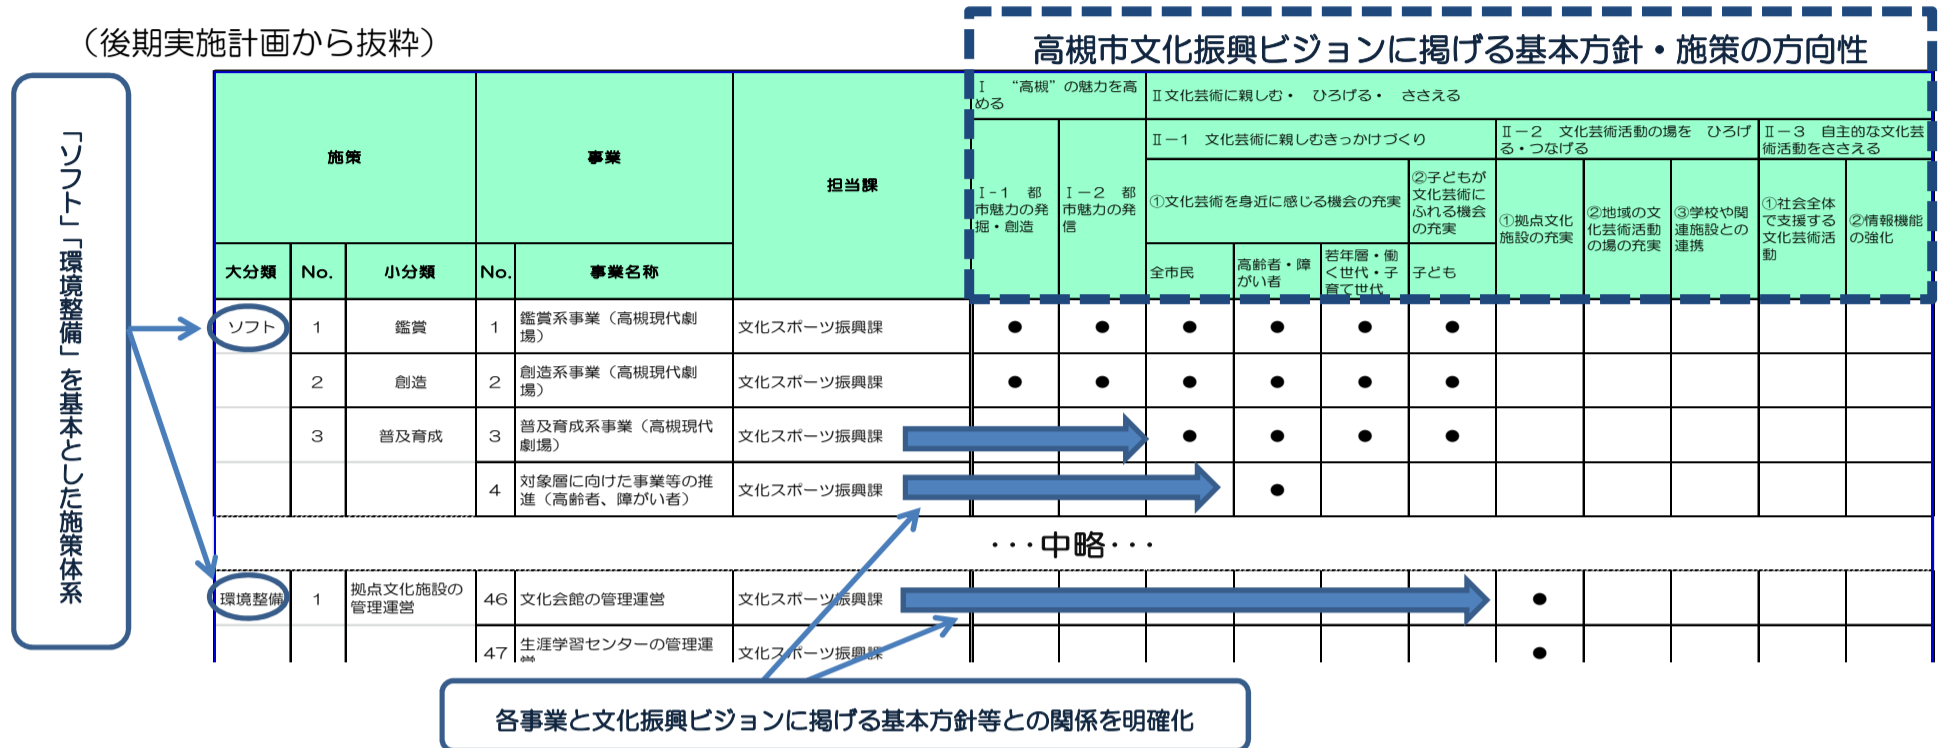 （後期実施計画から抜粋）
高槻市文化振興ビジョンに掲げる基本方針・施策の方向性
「ソフト」「環境整備」を基本とした施策体系
施策
事業
担当課
Ⅰ　“高槻”の魅力を高
める
Ⅱ文化芸術に親しむ・　ひろげる・　ささえる
Ⅱ－１　文化芸術に親しむきっかけづくり
Ⅱ－２　文化芸術活動の場を　ひろげ
る・つなげる
Ⅱ－３　自主的な文化芸
術活動をささえる
Ⅰ-１　都
市魅力の発
掘・創造
Ⅰ－２　都
市魅力の発
信
①文化芸術を身近に感じる機会の充実
②子どもが
文化芸術に
ふれる機会
の充実
①拠点文化
施設の充実
②地域の文
化芸術活動
の場の充実
③学校や関
連施設との
連携
①社会全体
で支援する
文化芸術活
動
②情報機能
の強化
大分類
No.
小分類
No.
事業名称
全市民
高齢者・障
がい者
若年層・働
く世代・子
育て世代
子ども
ソフト
1
鑑賞
1
鑑賞系事業（高槻現代劇
場）
文化スポーツ振興課
● ● ● ● ● ●
2
創造
2
創造系事業（高槻現代劇
場）
文化スポーツ振興課
● ● ● ● ● ●
3
普及育成
3
普及育成系事業（高槻現代
劇場）
文化スポーツ振興課
● ● ● ●
4
対象層に向けた事業等の推
進（高齢者、障がい者）
文化スポーツ振興課
●
・・・中略・・・
環境整備
1
拠点文化施設の
管理運営
46
文化会館の管理運営
文化スポーツ振興課
●
47
生涯学習センターの管理運
営
文化スポーツ振興課
●
各事業と文化振興ビジョンに掲げる基本方針等との関係を明確化